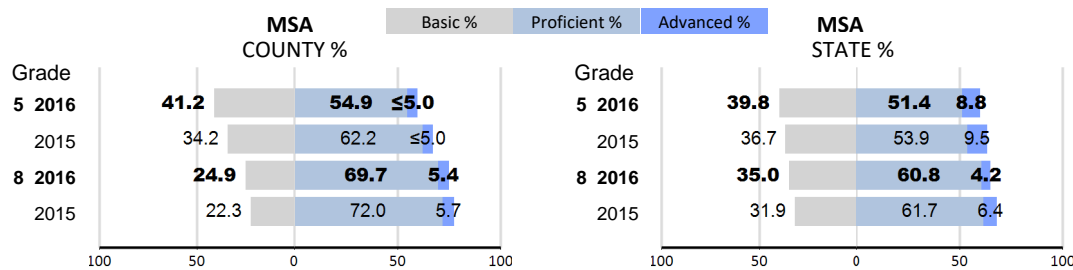 Basic % Proficient % Advanced %
MSA
COUNTY %
Grade
5 2016 41.2 54.9 ≤5.0
2015 34.2 62.2 ≤5.0
8 2016 24.9 69.7 5.4
2015 22.3 72.0 5.7
100 50 0 50 100
MSA
STATE %
Grade
5 2016 39.8 51.4 8.8
2015 36.7 53.9 9.5
8 2016 35.0 60.8 4.2
2015 31.9 61.7 6.4
100 50 0 50 100